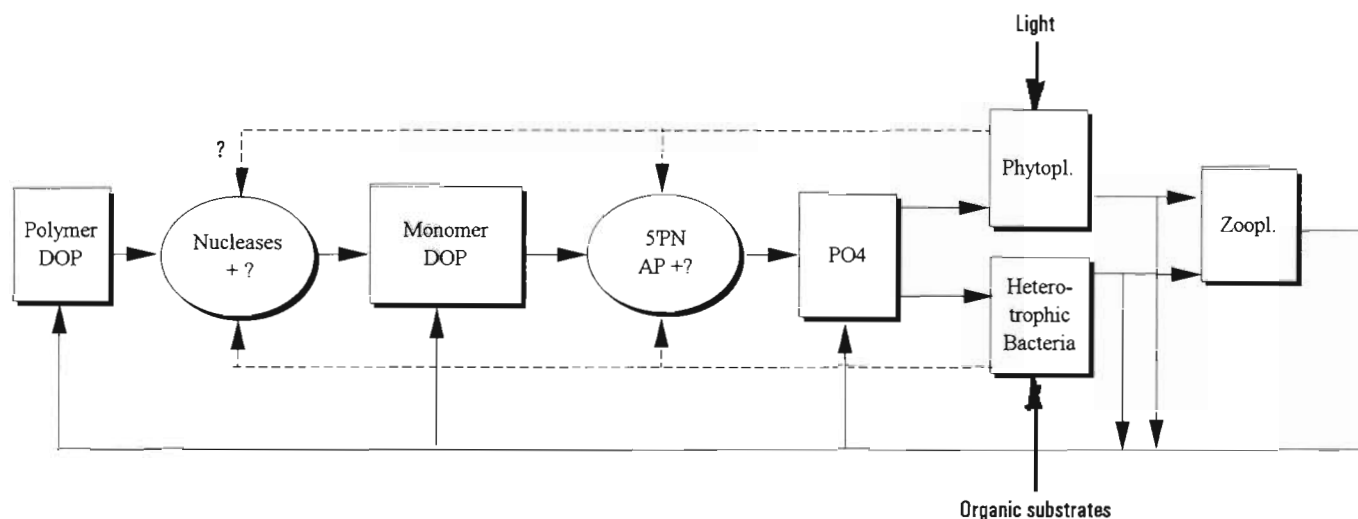 Light
?
Phytopl.
Zoopl.
Polymer
DOP
Nucleases
+ ?
Monomer
DOP
5'PN
AP +?
PO4
Hetero-
trophic
Bacteria
Organic substrates